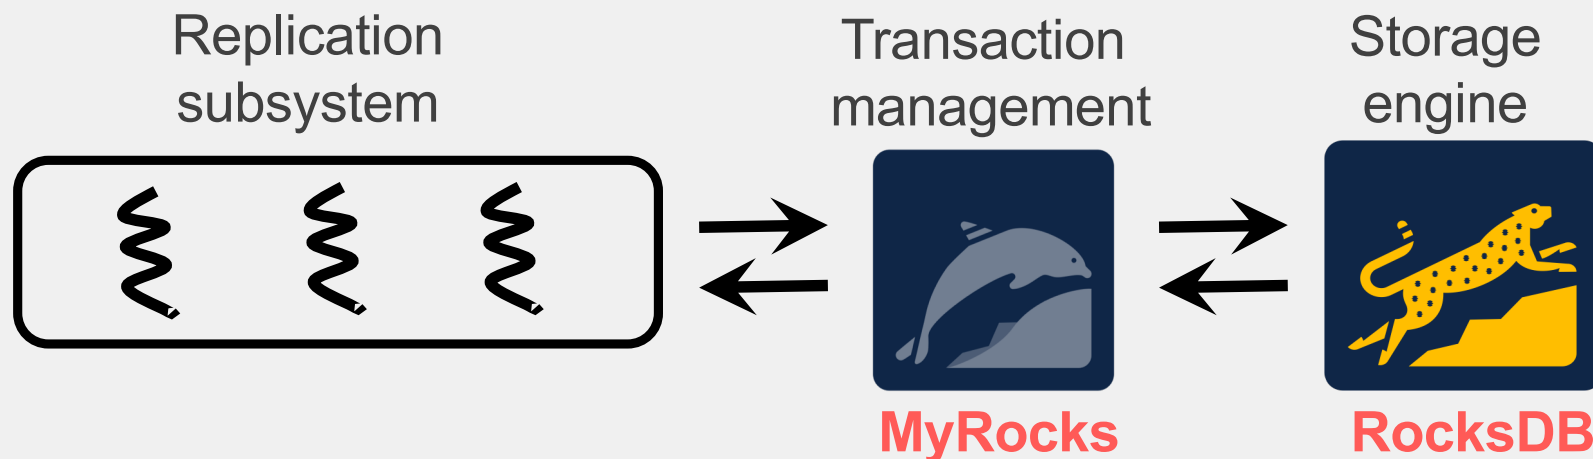 Replication
subsystem
Transaction
management
Storage
engine
MyRocks
RocksDB